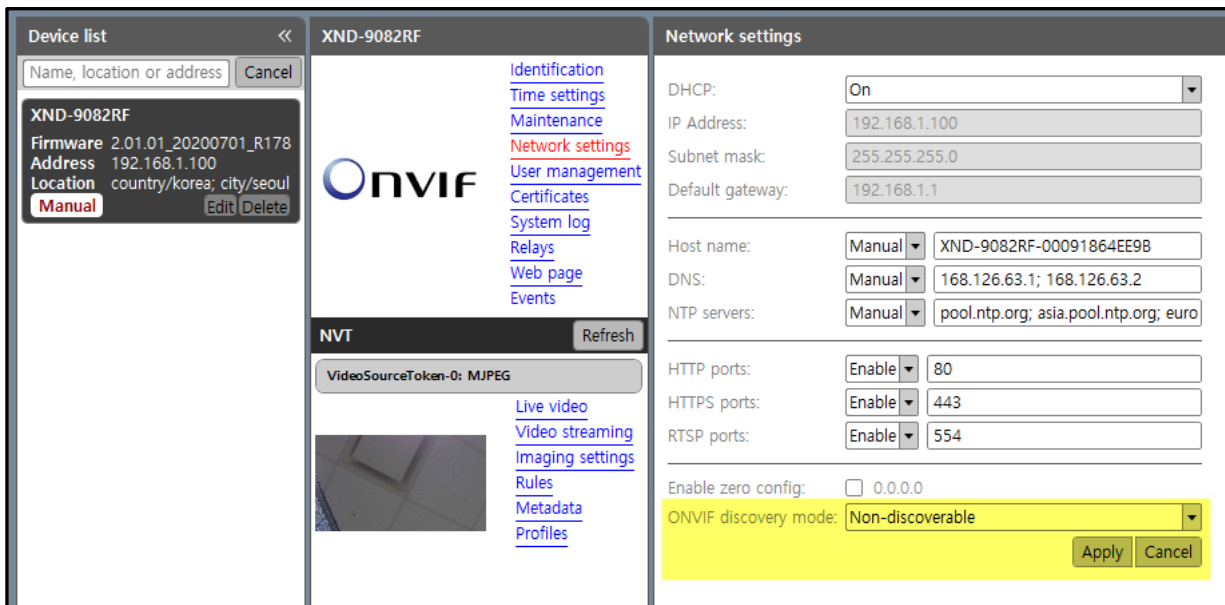 Device list «
Name, location or address Cancel
XND-9082RF
Firmware 2.01.01_20200701_R178
Address 192.168.1.100
Location country/korea; city/seoul
Manual Edit Delete
XND-9082RF
ONVIF
Identification
Time settings
Maintenance
Network settings
User management
Certificates
System log
Relays
Web page
Events
NVT Refresh
VideoSourceToken-0: MJPEG
Live video
Video streaming
Imaging settings
Rules
Metadata
Profiles
Network settings
DHCP: On
IP Address: 192.168.1.100
Subnet mask: 255.255.255.0
Default gateway: 192.168.1.1
Host name: Manual XND-9082RF-00091864EE9B
DNS: Manual 168.126.63.1; 168.126.63.2
NTP servers: Manual pool.ntp.org; asia.pool.ntp.org; euro
HTTP ports: Enable 80
HTTPS ports: Enable 443
RTSP ports: Enable 554
Enable zero config: 0.0.0.0
ONVIF discovery mode: Non-discoverable
Apply Cancel